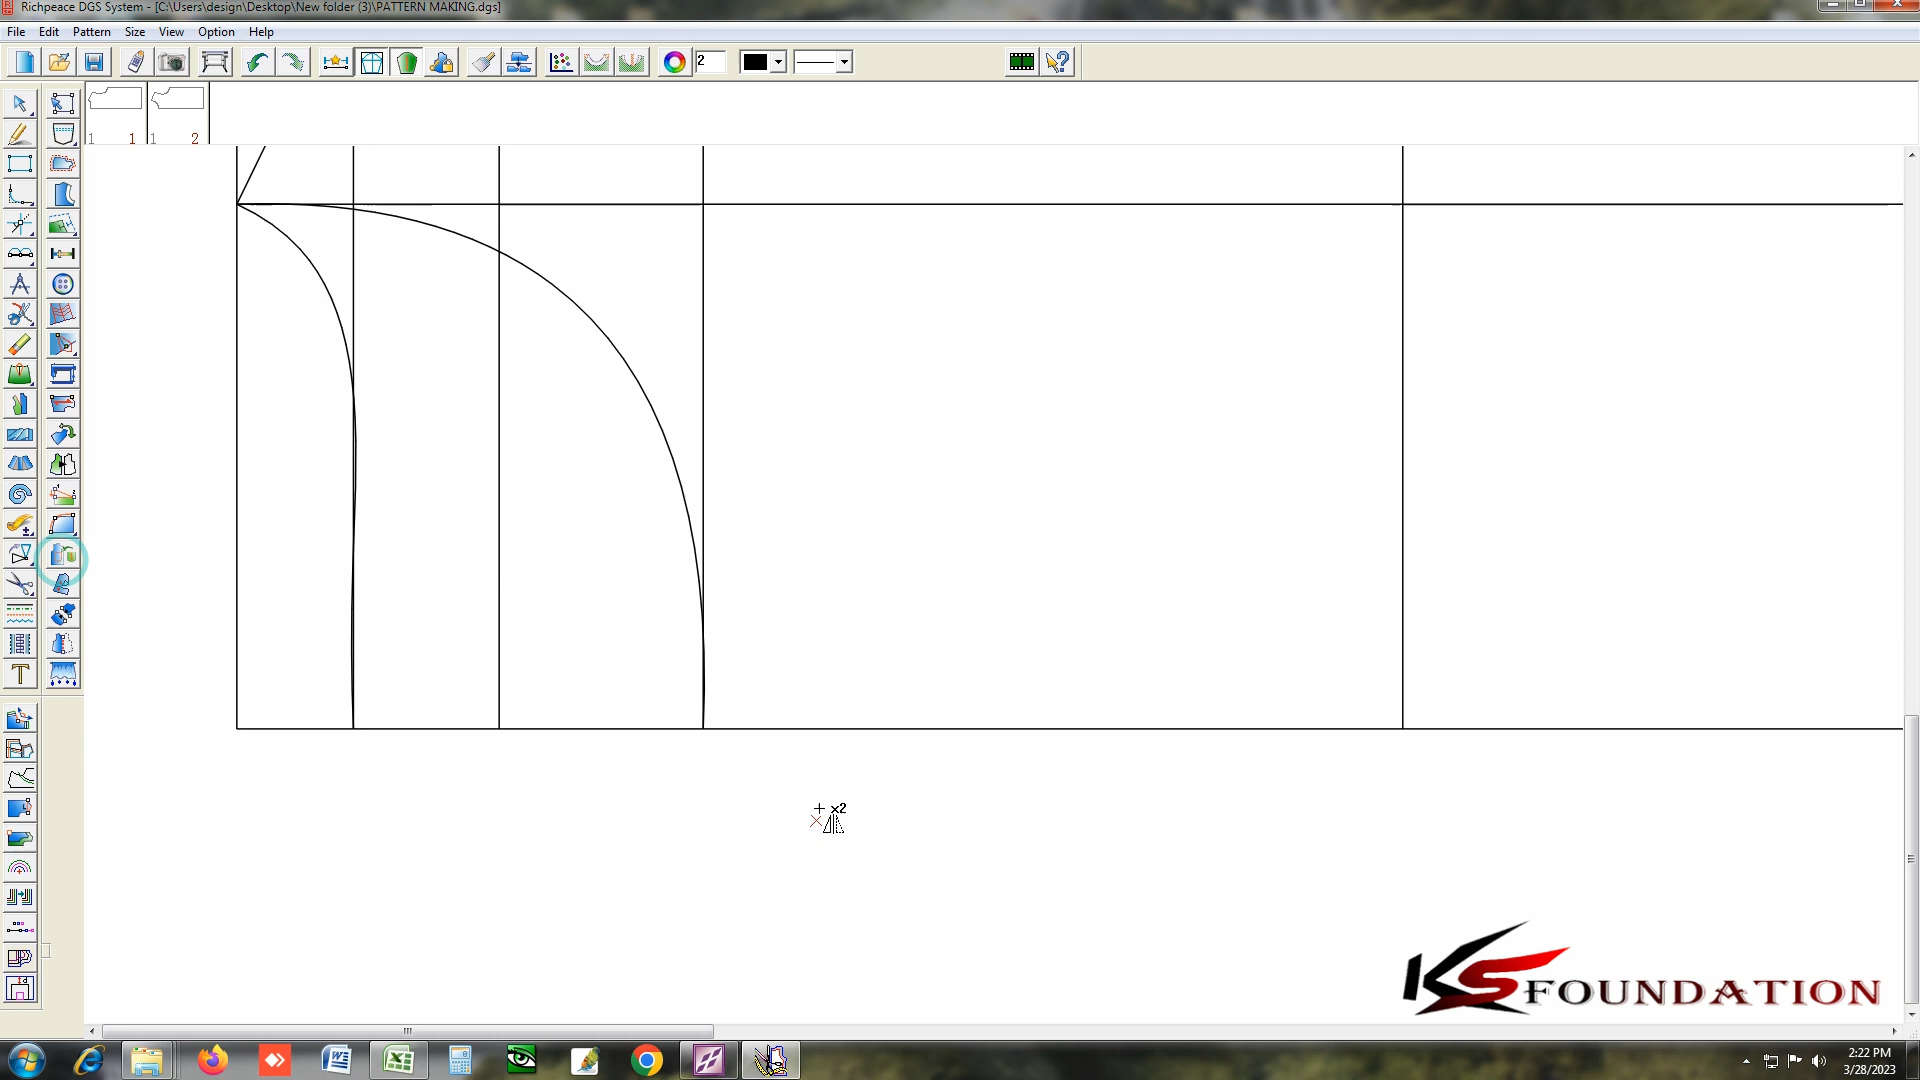 Richpeace DGS System - [C:\Users\design\Desktop\New folder (3)\PATTERN MAKING.dgs]
File Edit Pattern Size View Option Help
2
1 1 1 2
x2
KS FOUNDATION
2:22 PM
3/28/2023